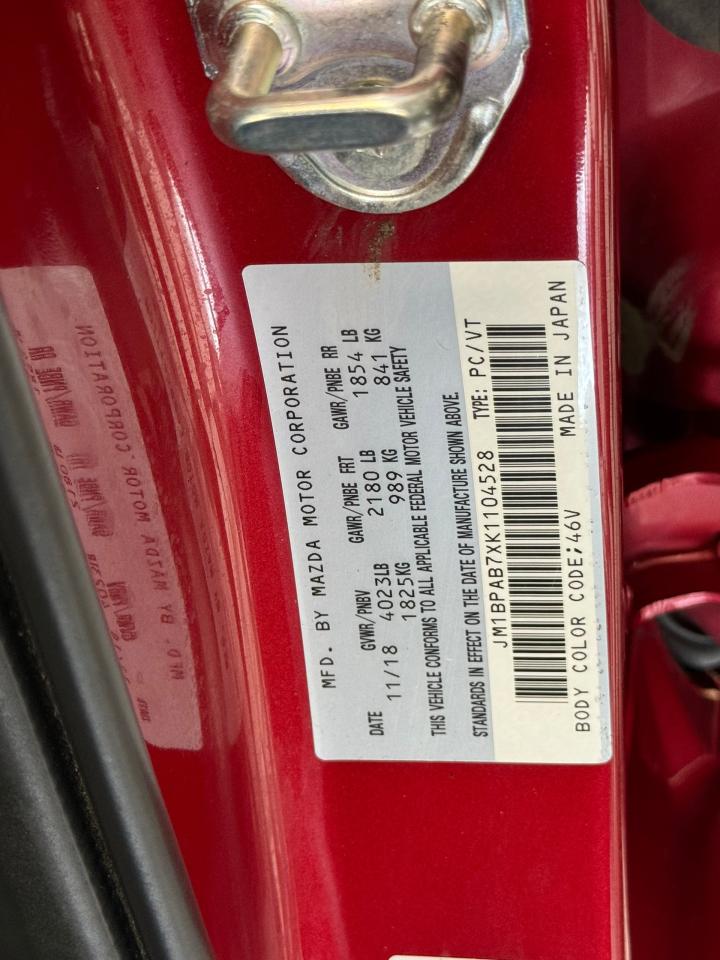 MFD. BY MAZDA MOTOR CORPORATION
DATE GVWR/PNBV GAWR/PNBE FRT GAWR/PNBE RR
11/18 4023LB 2180 LB 1854 LB
1825KG 989 KG 841 KG
THIS VEHICLE CONFORMS TO ALL APPLICABLE FEDERAL MOTOR VEHICLE SAFETY
STANDARDS IN EFFECT ON THE DATE OF MANUFACTURE SHOWN ABOVE.
JM1BPAB7XK1104528 TYPE: PC/VT
BODY COLOR CODE;46V MADE IN JAPAN